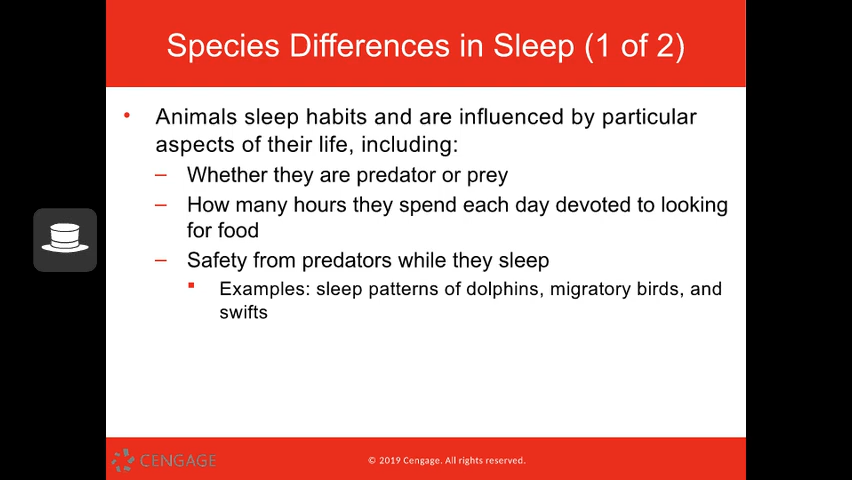 Species Differences in Sleep (1 of 2)
• Animals sleep habits and are influenced by particular
aspects of their life, including:
– Whether they are predator or prey
– How many hours they spend each day devoted to looking
for food
– Safety from predators while they sleep
▪ Examples: sleep patterns of dolphins, migratory birds, and
swifts
CENGAGE
© 2019 Cengage. All rights reserved.